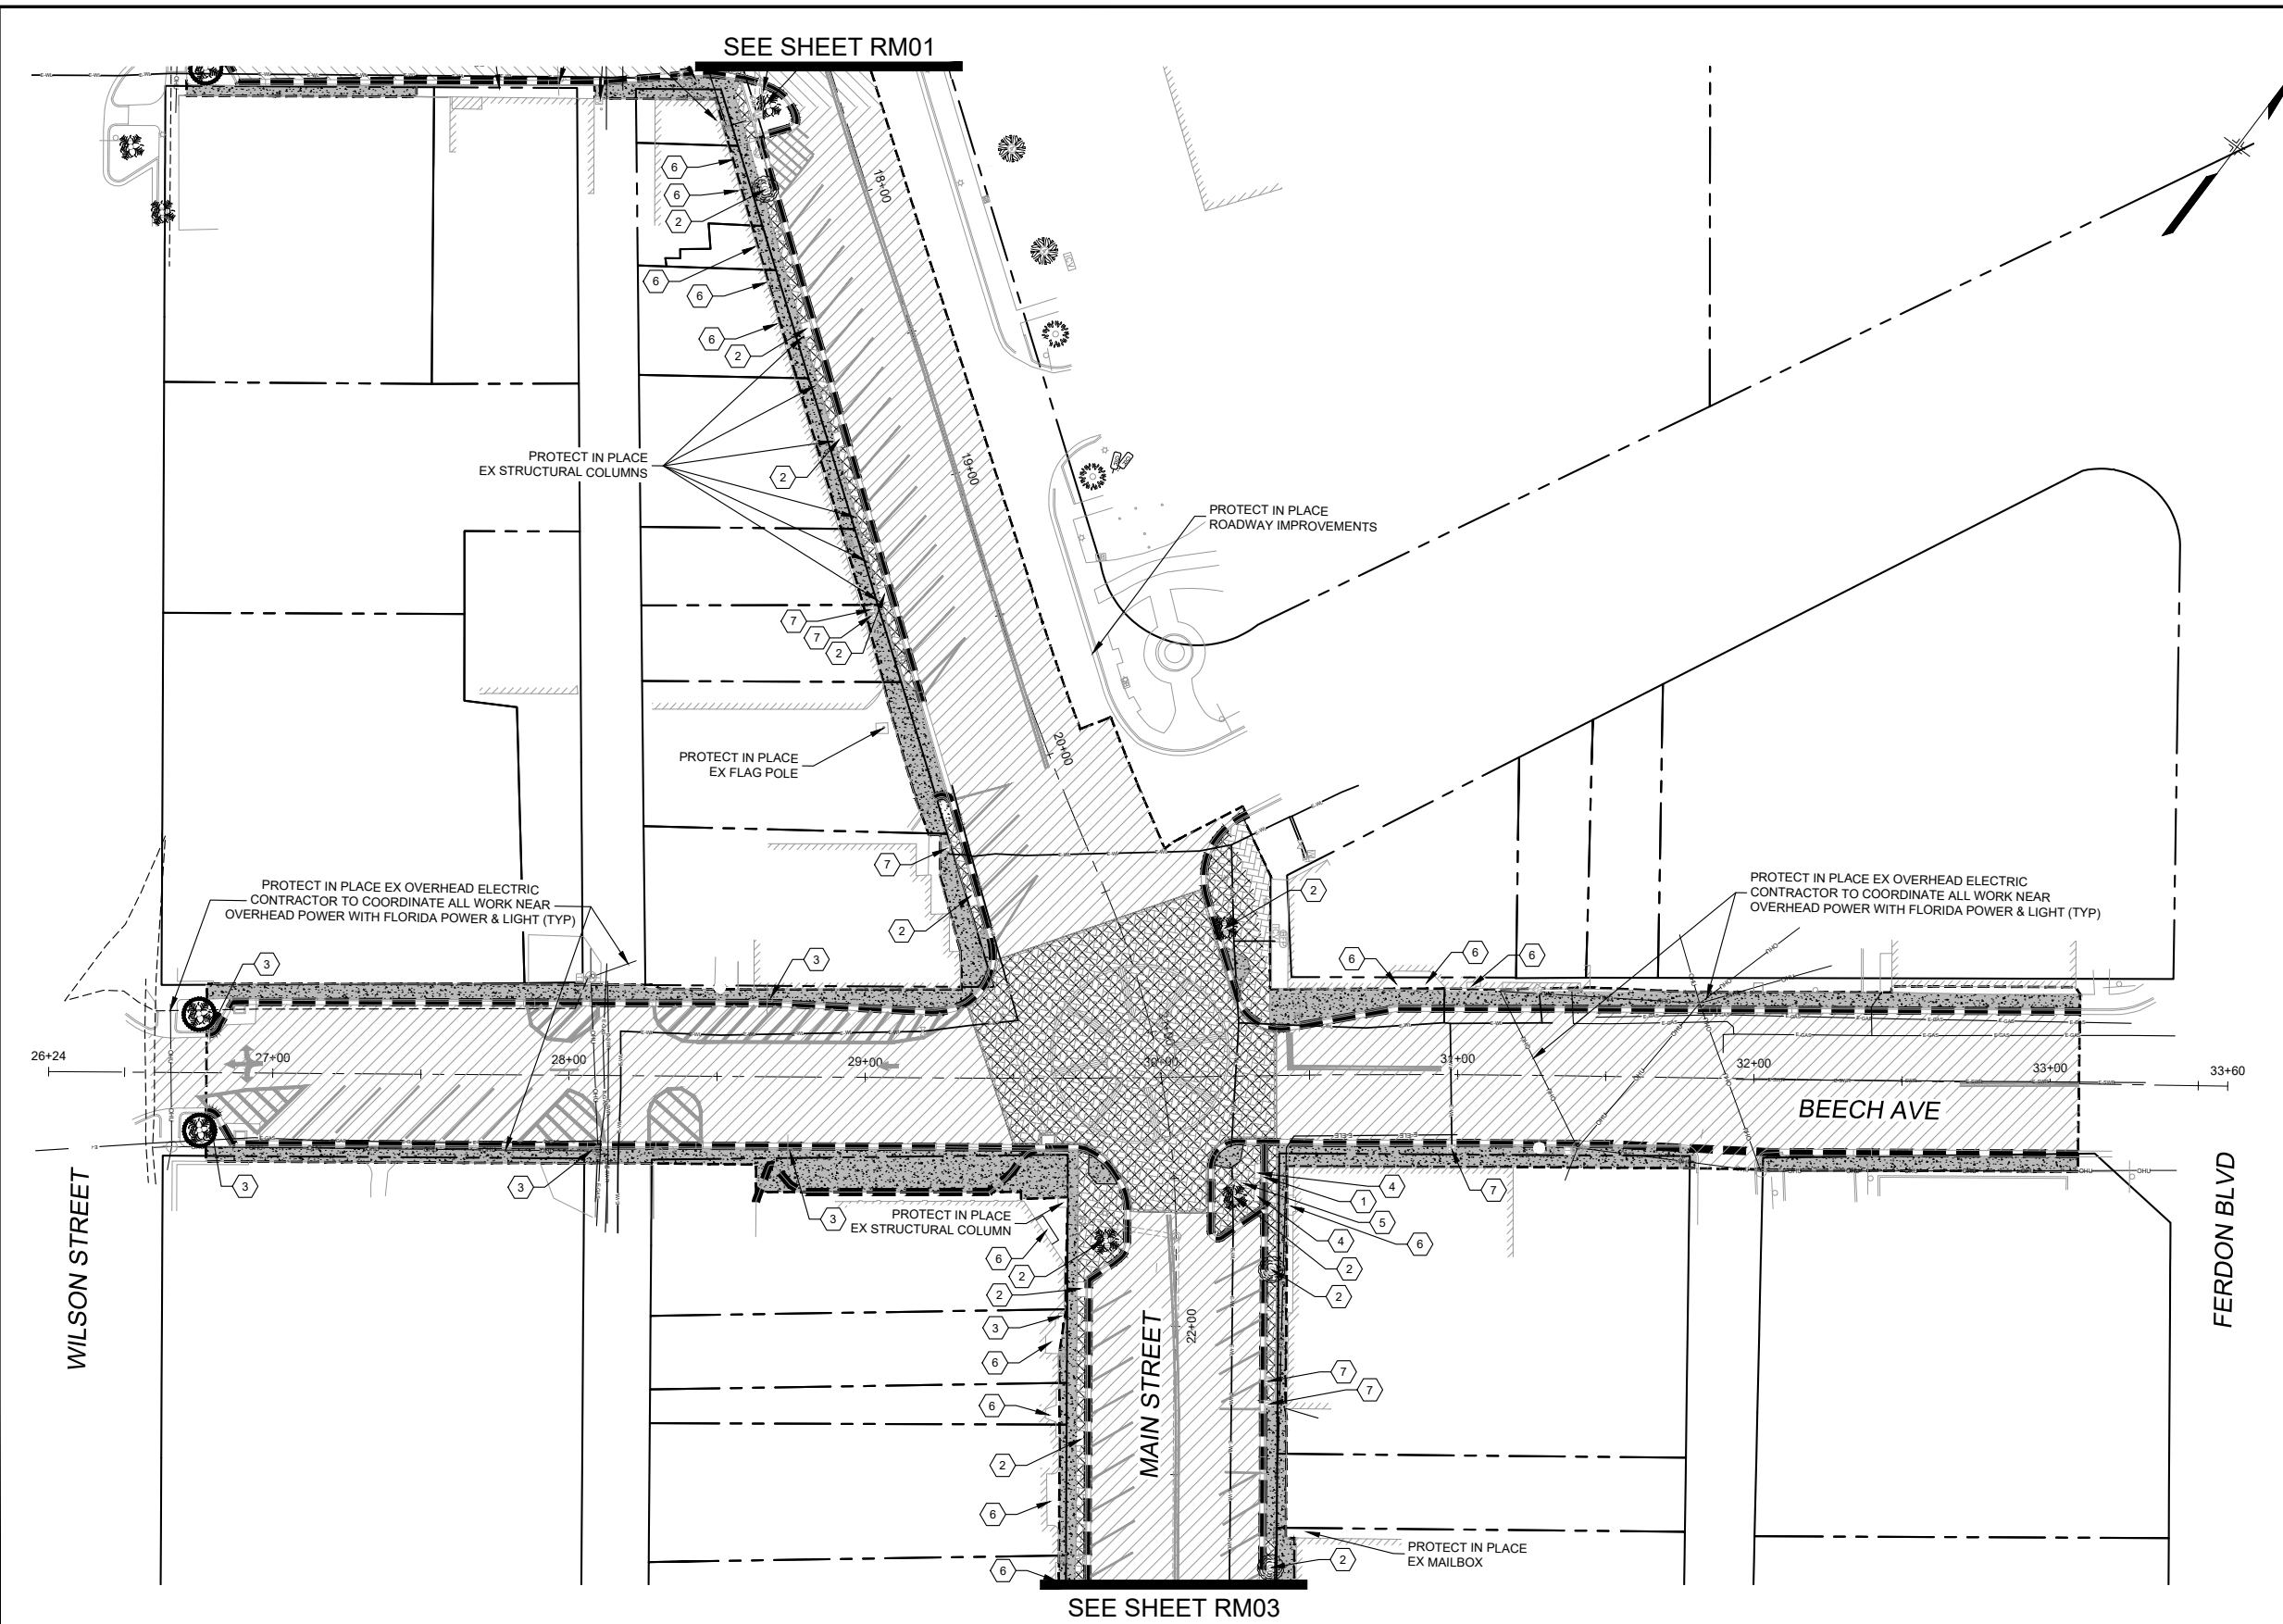 SEE SHEET RM01
18+00
6
6
2
6
6
6
2
PROTECT IN PLACE
EX STRUCTURAL COLUMNS
2
19+00
PROTECT IN PLACE
ROADWAY IMPROVEMENTS
7
7
2
PROTECT IN PLACE
EX FLAG POLE
20+00
7
2
2
PROTECT IN PLACE EX OVERHEAD ELECTRIC
CONTRACTOR TO COORDINATE ALL WORK NEAR
OVERHEAD POWER WITH FLORIDA POWER & LIGHT (TYP)
PROTECT IN PLACE EX OVERHEAD ELECTRIC
CONTRACTOR TO COORDINATE ALL WORK NEAR
OVERHEAD POWER WITH FLORIDA POWER & LIGHT (TYP)
3
3
6
6
6
26+24
27+00
28+00
29+00
30+00
31+00
32+00
33+00
33+60
BEECH AVE
WILSON STREET
FERDON BLVD
3
3
3
PROTECT IN PLACE
EX STRUCTURAL COLUMN
4
1
5
4
6
2
2
6
2
2
3
6
6
2
6
6
MAIN STREET
22+00
7
7
2
PROTECT IN PLACE
EX MAILBOX
7
SEE SHEET RM03